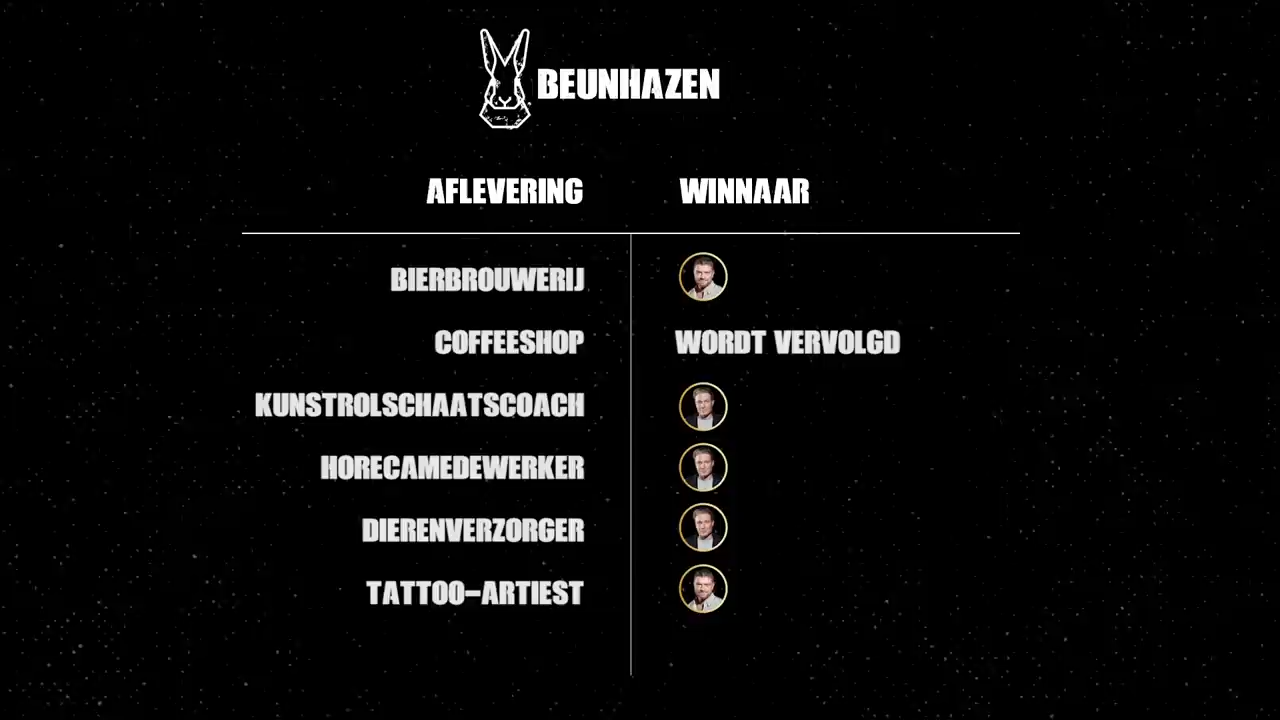 BEUNHAZEN
AFLEVERING WINNAAR
BIERBROUWERIJ
COFFEESHOP WORDT VERVOLGD
KUNSTROLSCHAATSCOACH
HORECAMEDEWERKER
DIERENVERZORGER
TATTOO-ARTIEST